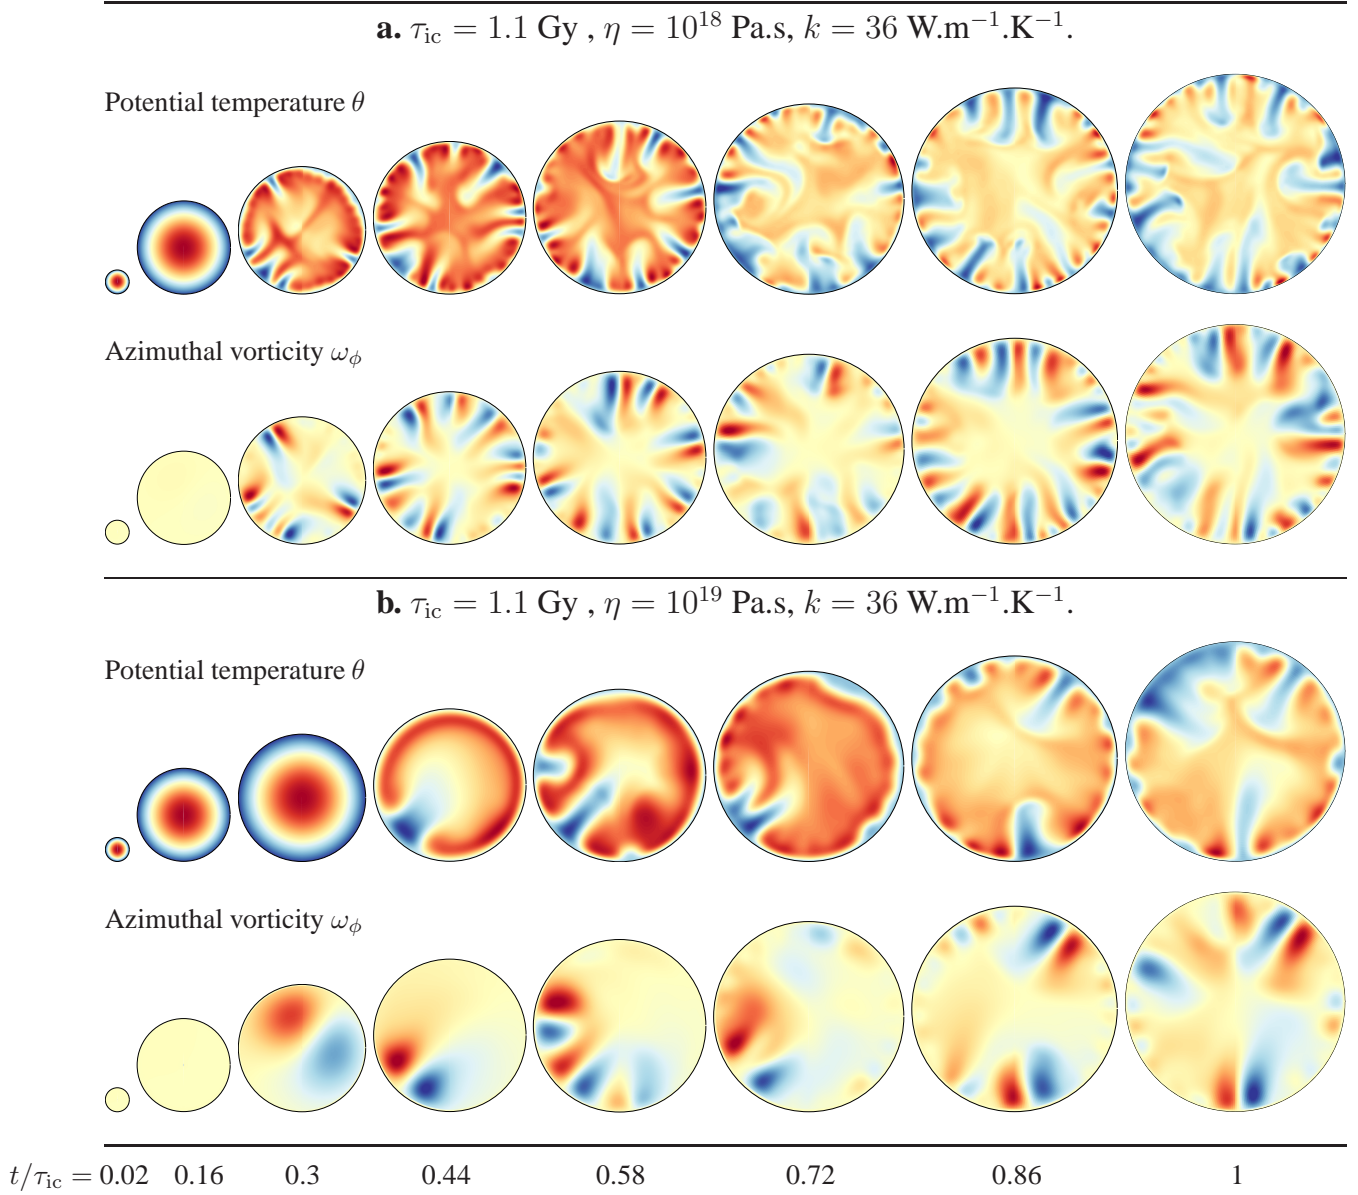 a. τ_ic = 1.1 Gy , η = 10^18 Pa.s, k = 36 W.m^−1.K^−1.
Potential temperature θ
Azimuthal vorticity ω_ϕ
b. τ_ic = 1.1 Gy , η = 10^19 Pa.s, k = 36 W.m^−1.K^−1.
Potential temperature θ
Azimuthal vorticity ω_ϕ
t/τ_ic = 0.02 0.16 0.3 0.44 0.58 0.72 0.86 1